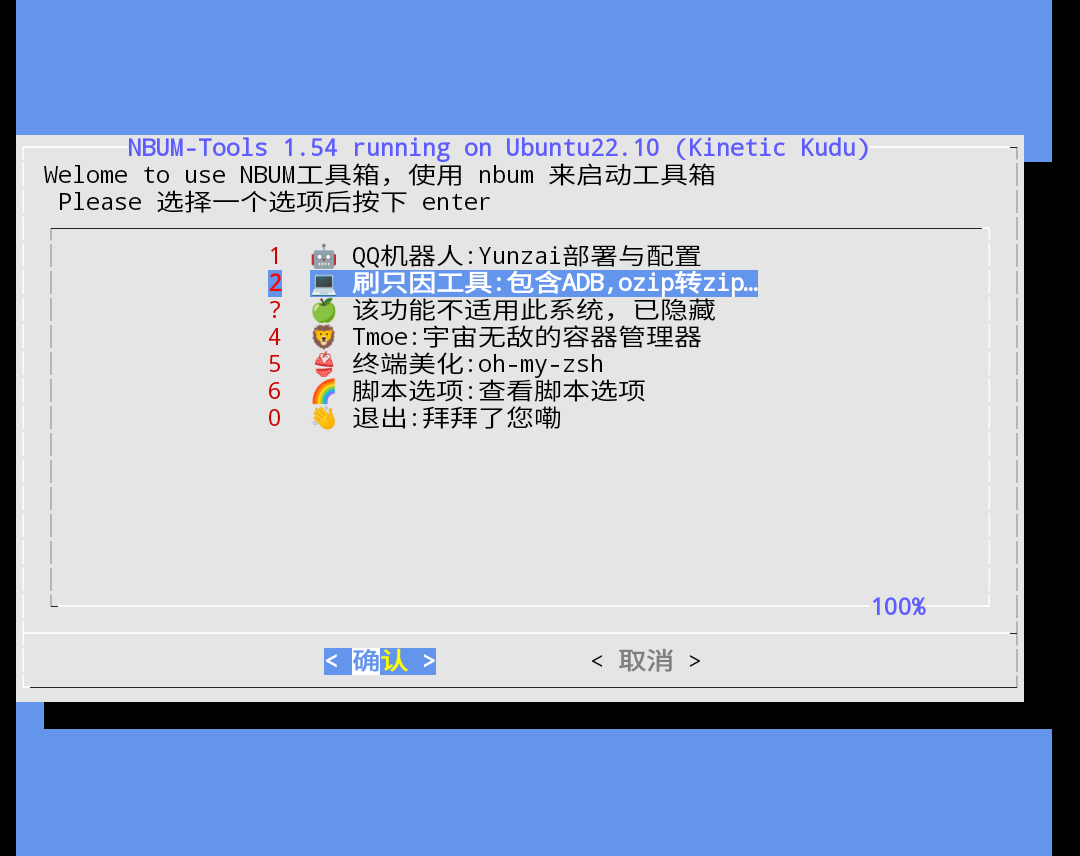 NBUM-Tools 1.54 running on Ubuntu22.10 (Kinetic Kudu)
Welome to use NBUM工具箱，使用 nbum 来启动工具箱
Please 选择一个选项后按下 enter
1 🤖 QQ机器人:Yunzai部署与配置
2 💻 刷只因工具:包含ADB,ozip转zip…
? 🍏 该功能不适用此系统，已隐藏
4 🦁 Tmoe:宇宙无敌的容器管理器
5 👙 终端美化:oh-my-zsh
6 🌈 脚本选项:查看脚本选项
0 👋 退出:拜拜了您嘞
100%
< 确认 > < 取消 >